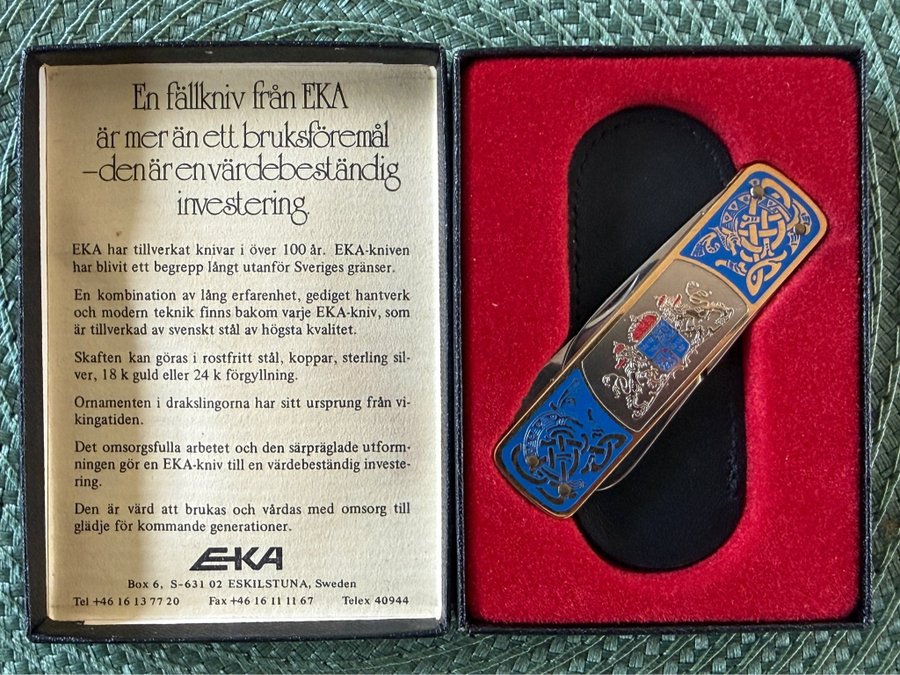 En fällkniv från EKA
är mer än ett bruksföremål
–den är en värdebeständig
investering.
EKA har tillverkat knivar i över 100 år. EKA-kniven
har blivit ett begrepp långt utanför Sveriges gränser.
En kombination av lång erfarenhet, gediget hantverk
och modern teknik finns bakom varje EKA-kniv, som
är tillverkad av svenskt stål av högsta kvalitet.
Skaften kan göras i rostfritt stål, koppar, sterling sil-
ver, 18 k guld eller 24 k förgyllning.
Ornamenten i drakslingorna har sitt ursprung från vi-
kingatiden.
Det omsorgsfulla arbetet och den särpräglade utform-
ningen gör en EKA-kniv till en värdebeständig investe-
ring.
Den är värd att brukas och vårdas med omsorg till
glädje för kommande generationer.
EKA
Box 6, S-631 02 ESKILSTUNA, Sweden
Tel +46 16 13 77 20 Fax +46 16 11 11 67 Telex 40944